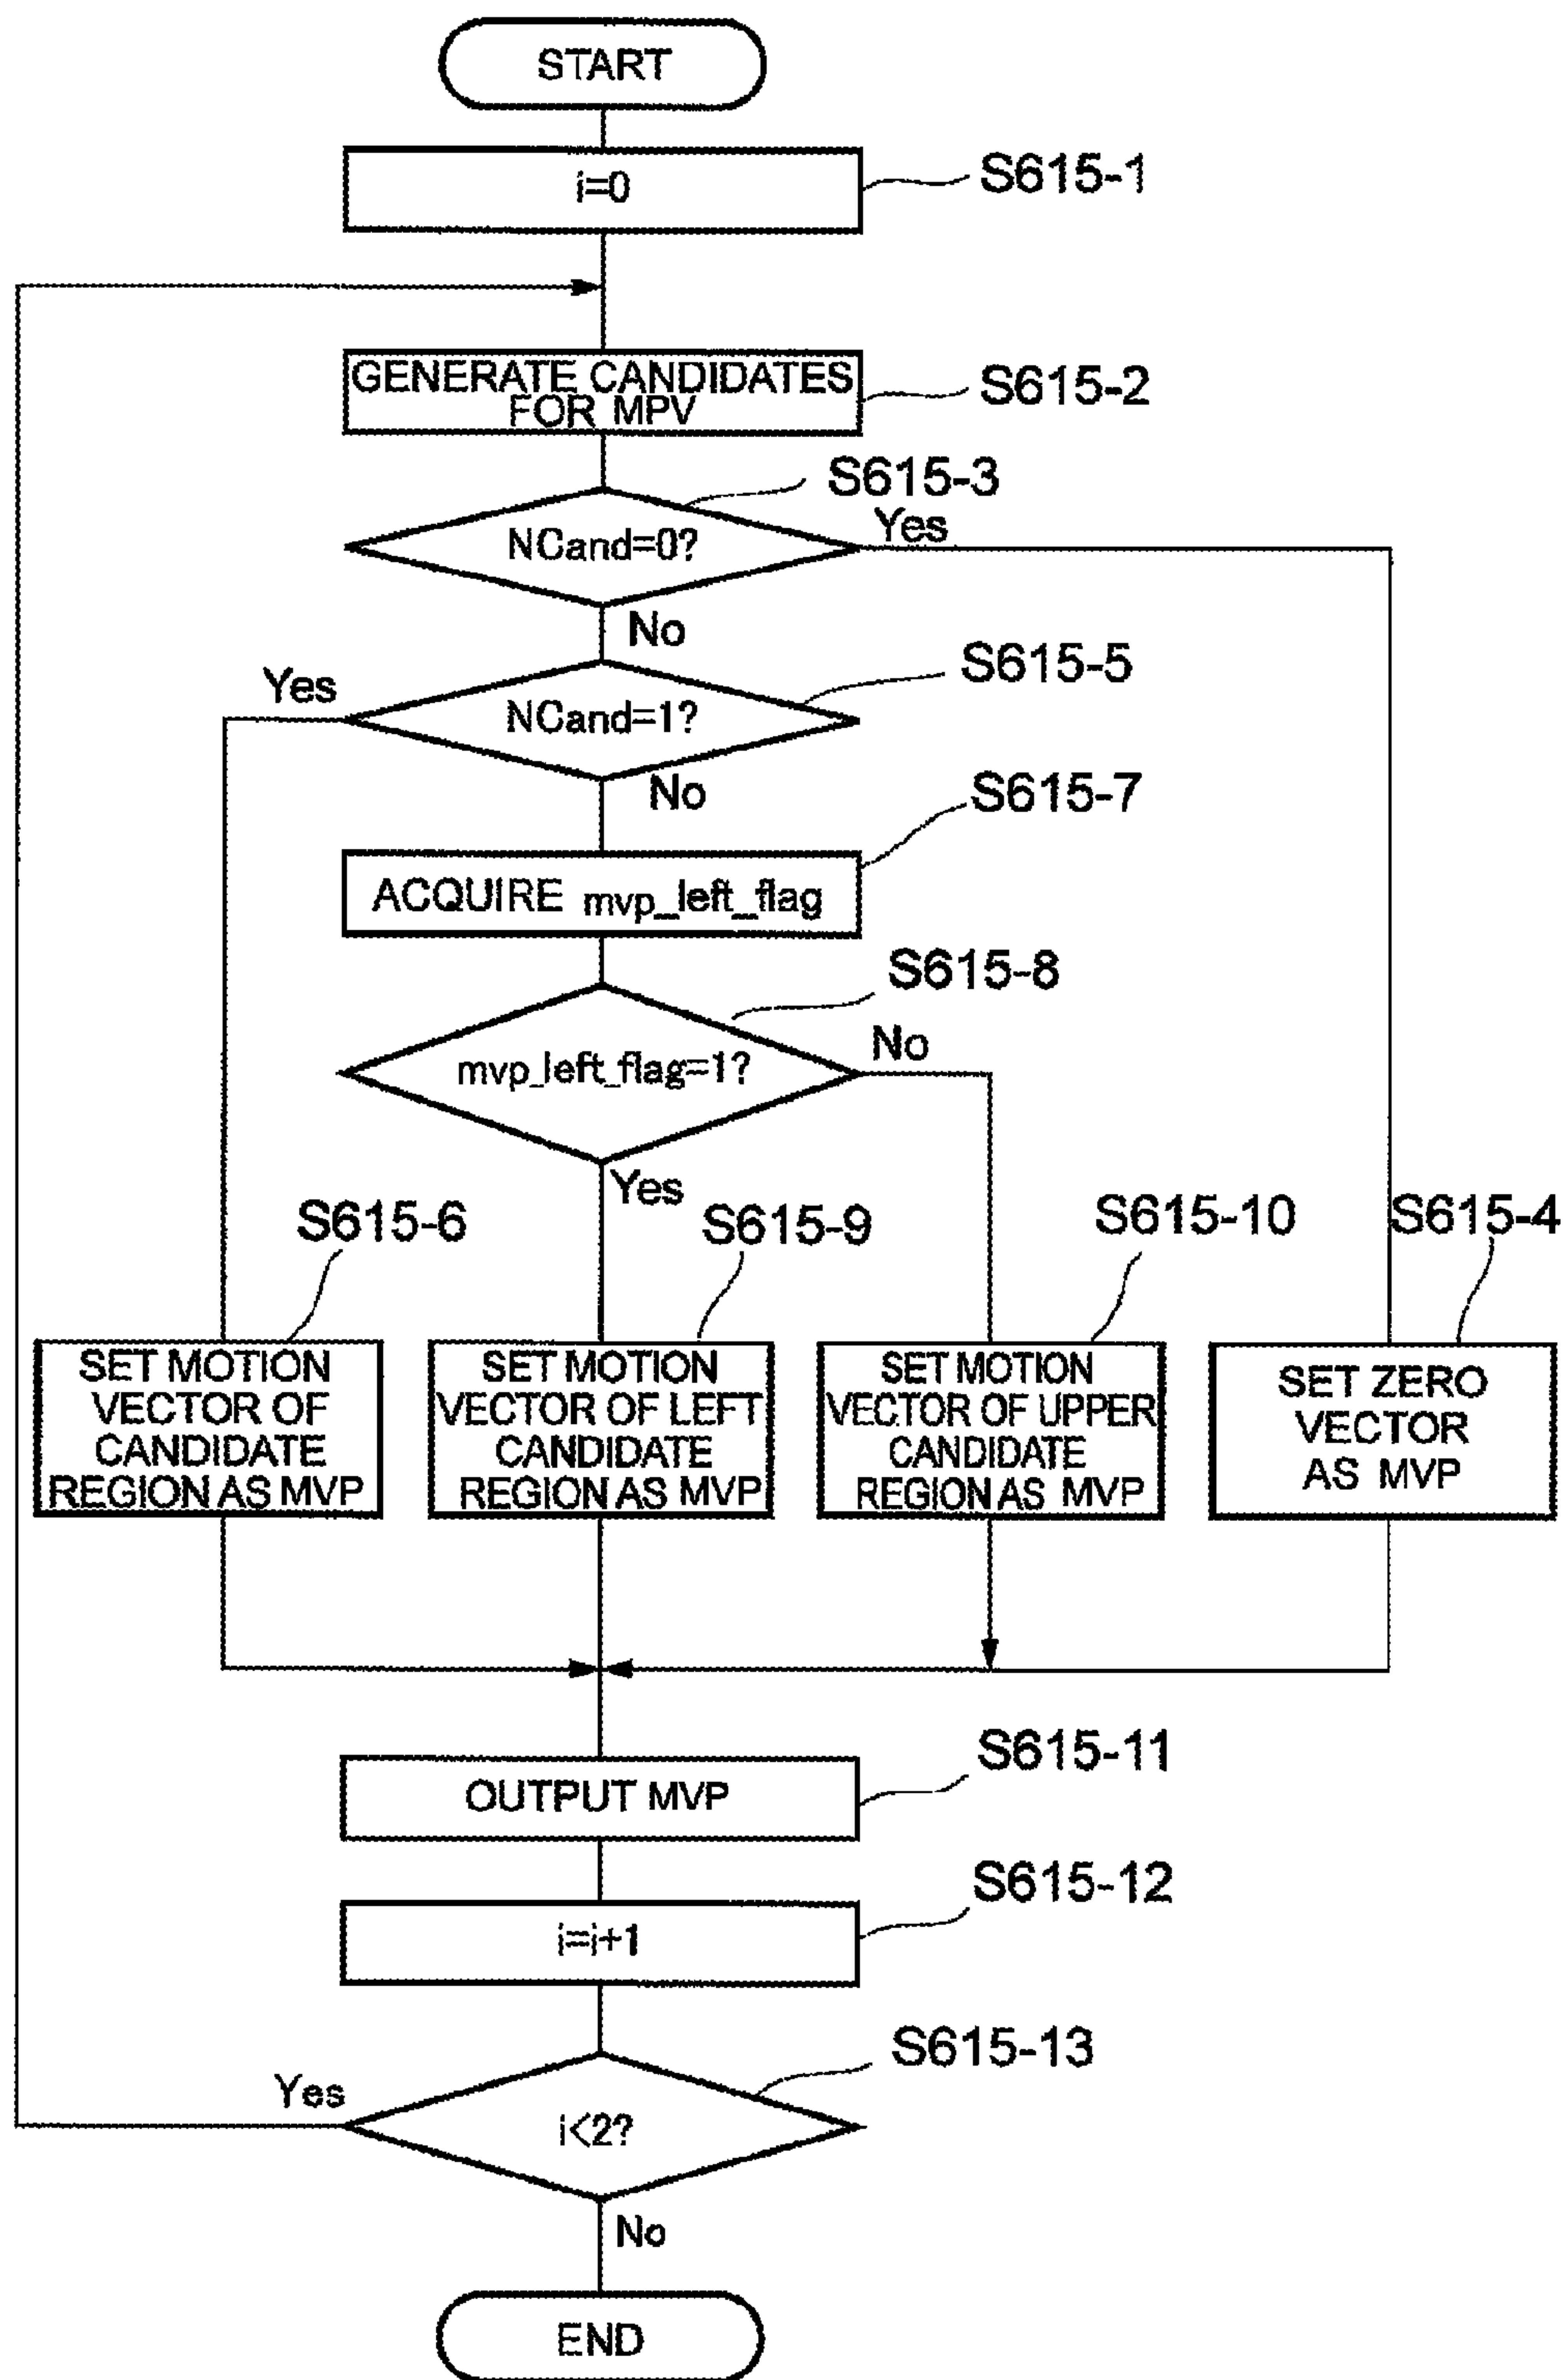 START
i=0
S615-1
GENERATE CANDIDATES
FOR MPV
S615-2
S615-3
NCand=0?
Yes
No
S615-5
Yes
NCand=1?
No
S615-7
ACQUIRE mvp_left_flag
S615-8
No
mvp_left_flag=1?
Yes
S615-6
S615-9
S615-10
S615-4
SET MOTION
VECTOR OF
CANDIDATE
REGION AS MVP
SET MOTION
VECTOR OF LEFT
CANDIDATE
REGION AS MVP
SET MOTION
VECTOR OF UPPER
CANDIDATE
REGION AS MVP
SET ZERO
VECTOR
AS MVP
S615-11
OUTPUT MVP
S615-12
i=i+1
S615-13
Yes
i<2?
No
END